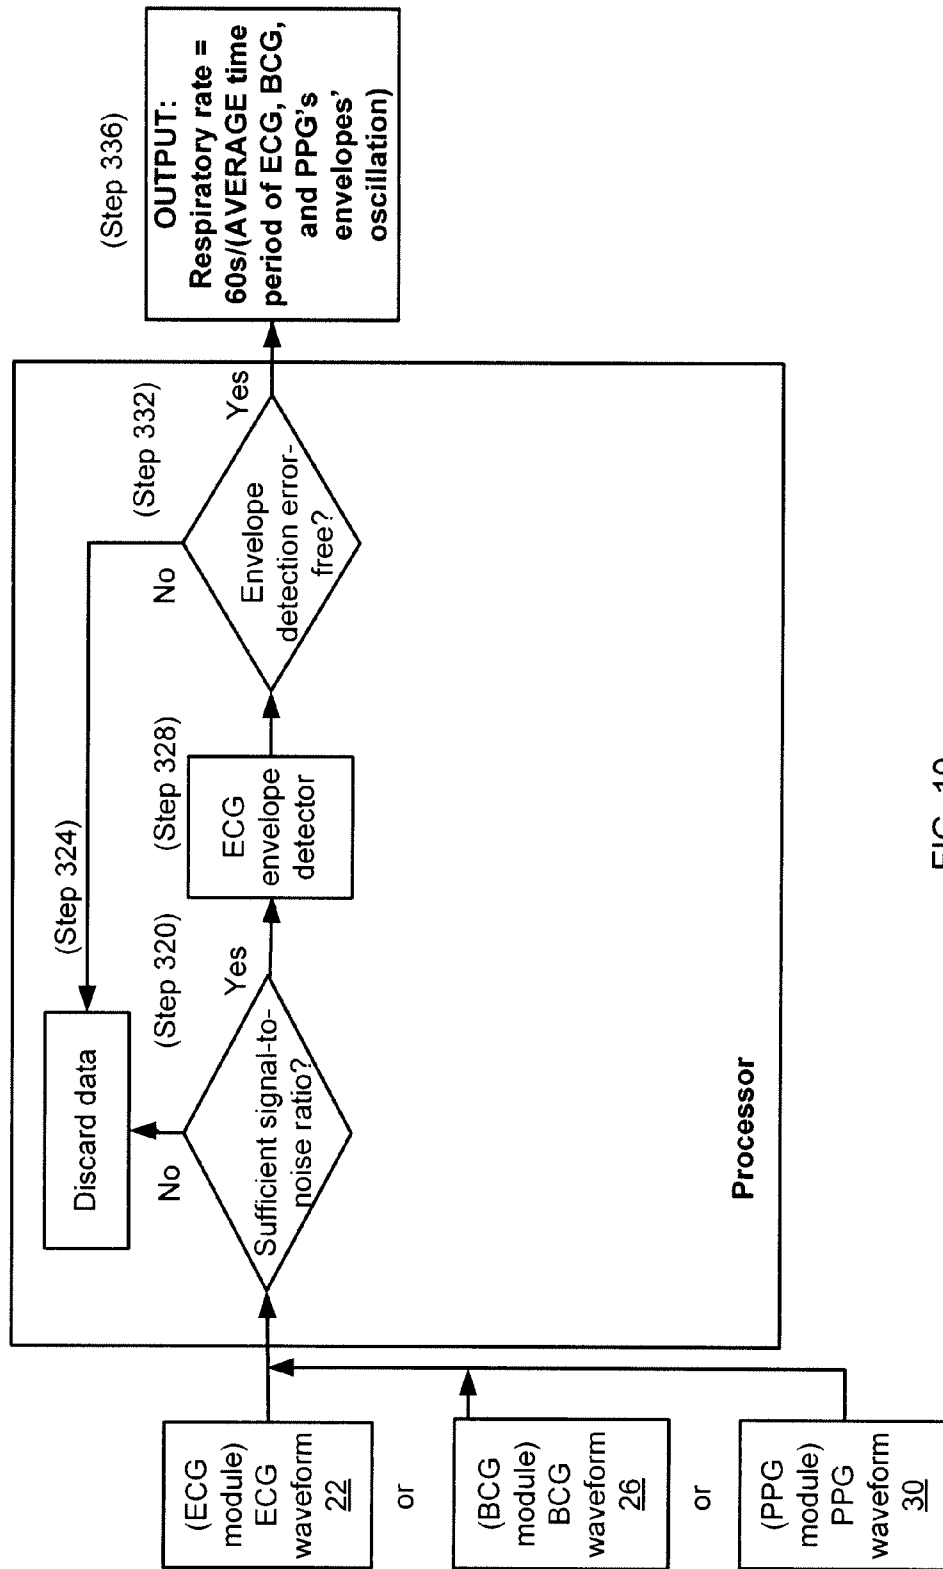 (ECG
module)
ECG
waveform
22
or
(BCG
module)
BCG
waveform
26
or
(PPG
module)
PPG
waveform
30
Processor
Discard data
(Step 324)
No
(Step 320)
Sufficient signal-to-
noise ratio?
Yes
(Step 328)
ECG
envelope
detector
(Step 332)
No
Envelope
detection error-
free?
Yes
(Step 336)
OUTPUT:
Respiratory rate =
60s/(AVERAGE time
period of ECG, BCG,
and PPG's
envelopes'
oscillation)